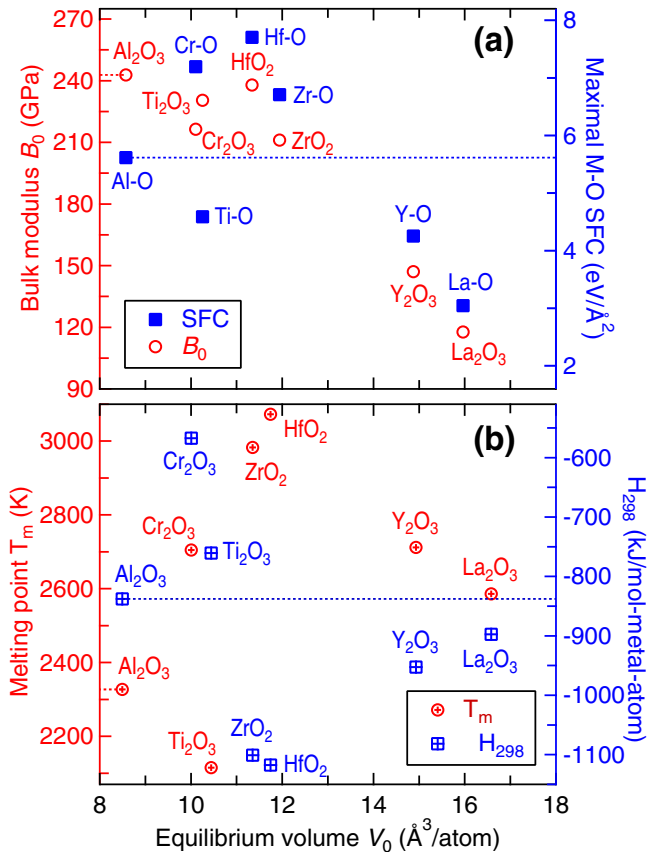 (a)
270
240
210
180
150
120
90
Bulk modulus B₀ (GPa)
8
6
4
2
Maximal M-O SFC (eV/Å²)
Al₂O₃
Cr-O
Hf-O
HfO₂
Ti₂O₃
Zr-O
Cr₂O₃
ZrO₂
Al-O
Ti-O
Y-O
Y₂O₃
La-O
La₂O₃
SFC
B₀
(b)
3000
2800
2600
2400
2200
Melting point Tₘ (K)
-600
-700
-800
-900
-1000
-1100
H₂₉₈ (kJ/mol-metal-atom)
HfO₂
Cr₂O₃
ZrO₂
Cr₂O₃
Ti₂O₃
Y₂O₃
Al₂O₃
La₂O₃
Y₂O₃
La₂O₃
Al₂O₃
Ti₂O₃
ZrO₂
HfO₂
Tₘ
H₂₉₈
8 10 12 14 16 18
Equilibrium volume V₀ (Å³/atom)